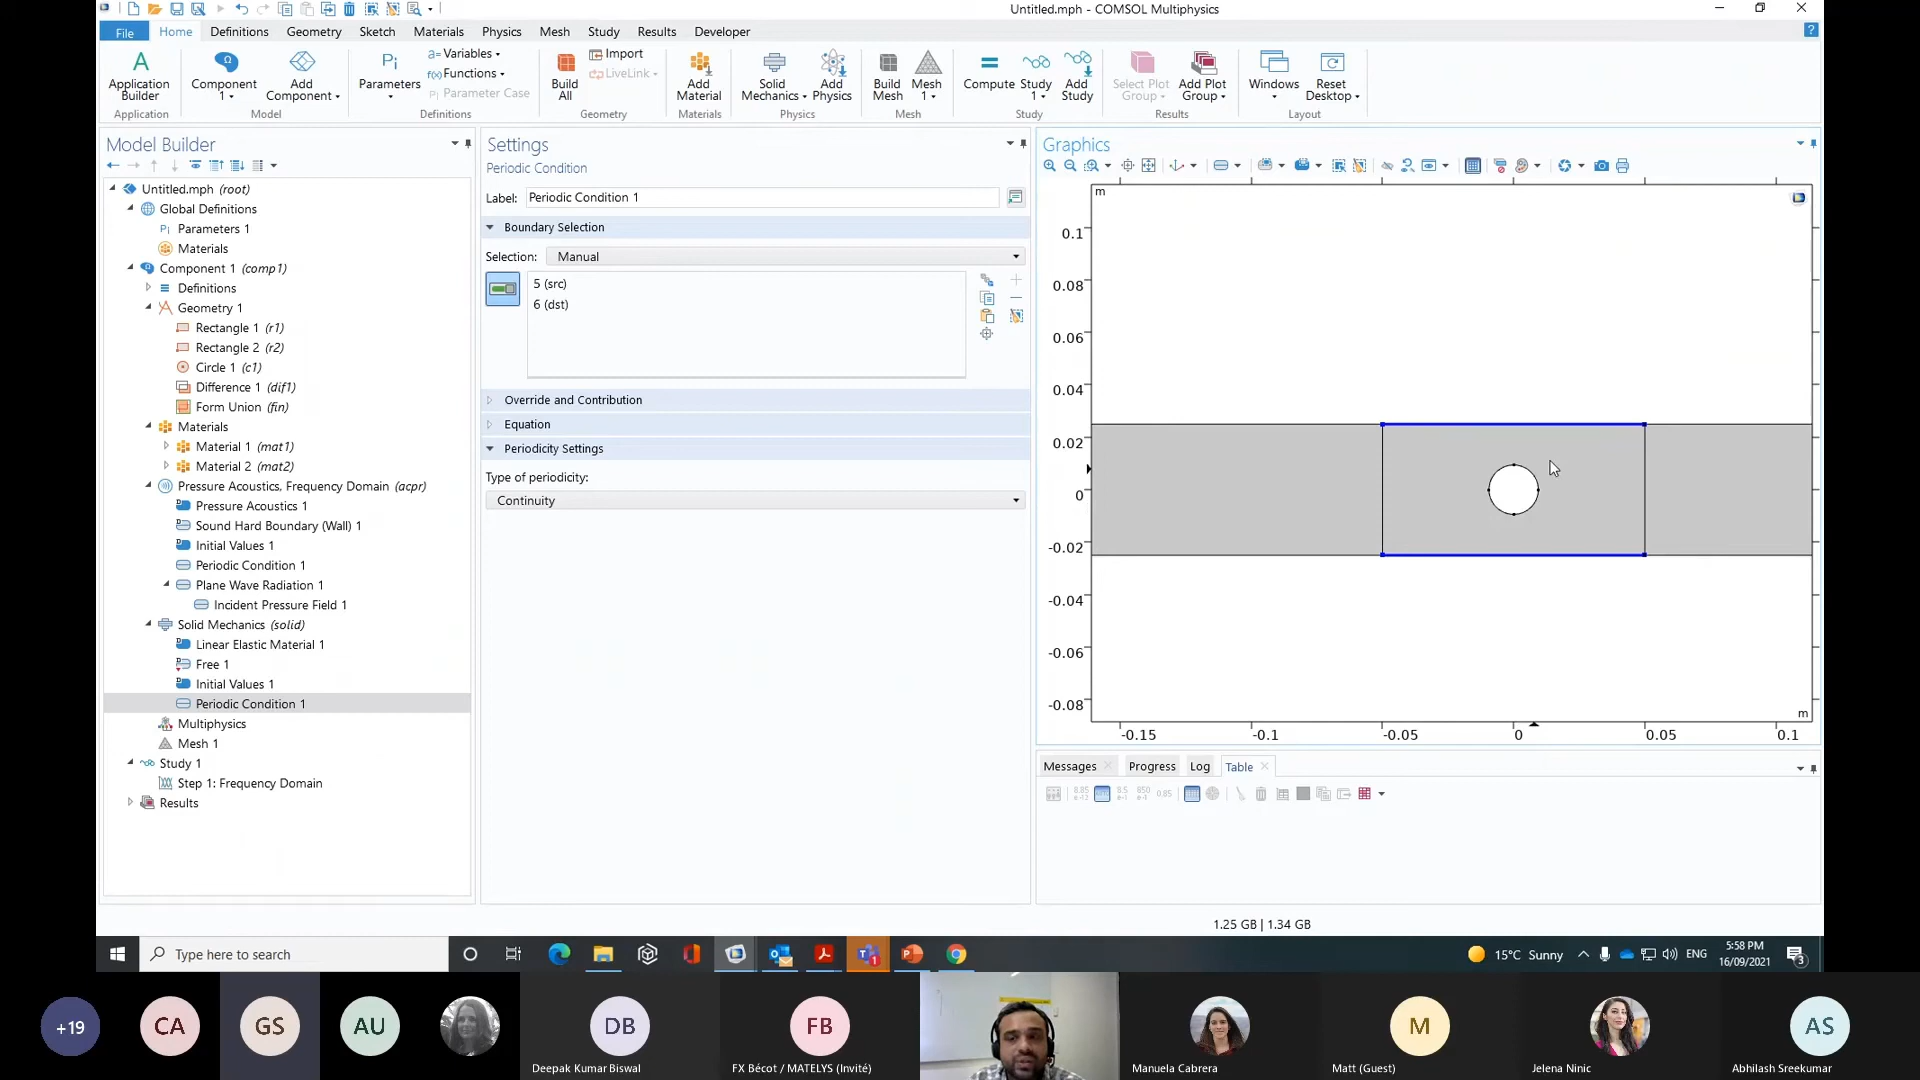 Untitled.mph - COMSOL Multiphysics
File Home Definitions Geometry Sketch Materials Physics Mesh Study Results Developer
Application Builder
Component 1
Add Component
Parameters
a= Variables
f(x) Functions
Pi Parameter Case
Build All
Import
LiveLink
Add Material
Solid Mechanics
Add Physics
Build Mesh
Mesh 1
Compute
Study 1
Add Study
Select Plot Group
Add Plot Group
Windows
Reset Desktop
Application Model Definitions Geometry Materials Physics Mesh Study Results Layout
Model Builder
Untitled.mph (root)
Global Definitions
Pi Parameters 1
Materials
Component 1 (comp1)
Definitions
Geometry 1
Rectangle 1 (r1)
Rectangle 2 (r2)
Circle 1 (c1)
Difference 1 (dif1)
Form Union (fin)
Materials
Material 1 (mat1)
Material 2 (mat2)
Pressure Acoustics, Frequency Domain (acpr)
Pressure Acoustics 1
Sound Hard Boundary (Wall) 1
Initial Values 1
Periodic Condition 1
Plane Wave Radiation 1
Incident Pressure Field 1
Solid Mechanics (solid)
Linear Elastic Material 1
Free 1
Initial Values 1
Periodic Condition 1
Multiphysics
Mesh 1
Study 1
Step 1: Frequency Domain
Results
Settings
Periodic Condition
Label: Periodic Condition 1
Boundary Selection
Selection: Manual
5 (src)
6 (dst)
Override and Contribution
Equation
Periodicity Settings
Type of periodicity:
Continuity
Graphics
m
0.1
0.08
0.06
0.04
0.02
0
-0.02
-0.04
-0.06
-0.08
m
-0.15 -0.1 -0.05 0 0.05 0.1
Messages Progress Log Table
8.85 e-12
8.5 e-1
850 e-1
0.85
1.25 GB | 1.34 GB
Type here to search
15°C Sunny
ENG
5:58 PM
16/09/2021
3
+19
CA
GS
AU
DB
Deepak Kumar Biswal
FB
FX Bécot / MATELYS (Invité)
Manuela Cabrera
M
Matt (Guest)
Jelena Ninic
AS
Abhilash Sreekumar